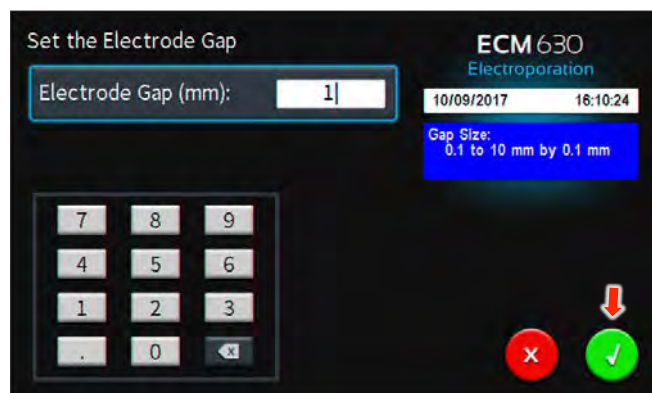 Set the Electrode Gap
Electrode Gap (mm): 1
ECM 630
Electroporation
10/09/2017 16:10:24
Gap Size:
0.1 to 10 mm by 0.1 mm
7 8 9
4 5 6
1 2 3
. 0 x
x √